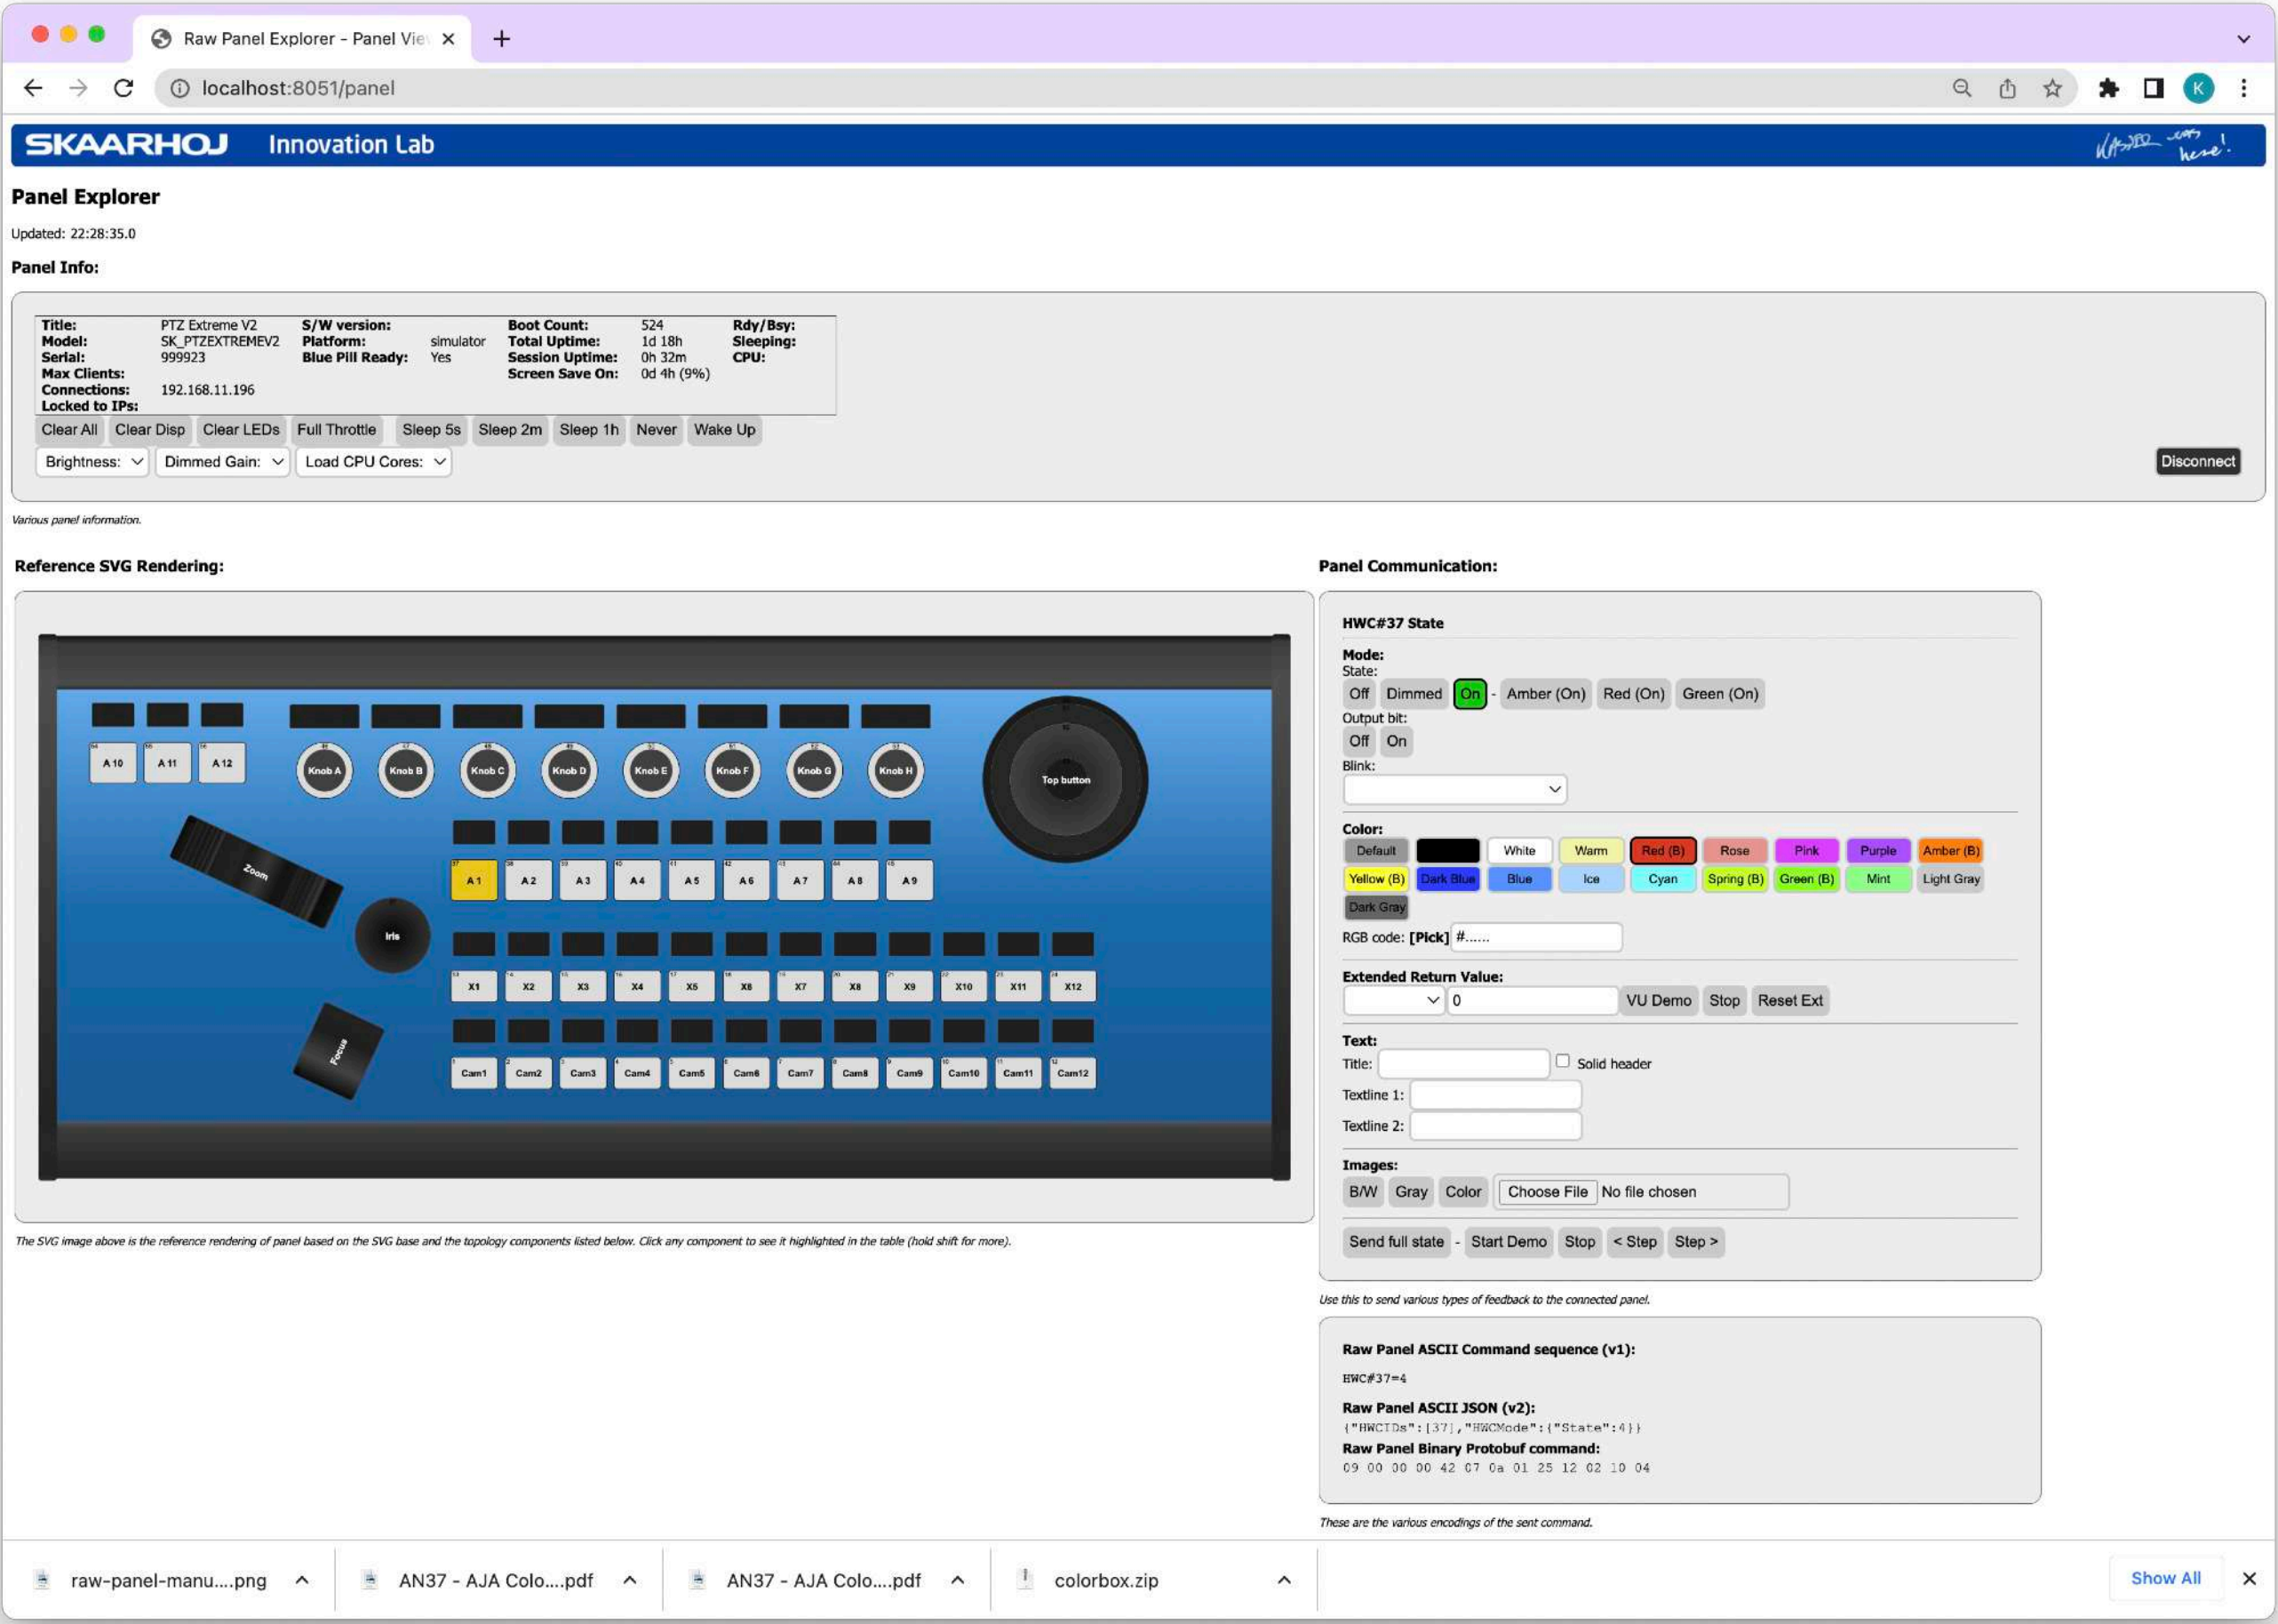 Raw Panel Explorer - Panel Vie
localhost:8051/panel
K
SKAARHOJ Innovation Lab
KASPER was here!
Panel Explorer
Updated: 22:28:35.0
Panel Info:
Title: PTZ Extreme V2 S/W version: Boot Count: 524 Rdy/Bsy:
Model: SK_PTZEXTREMEV2 Platform: simulator Total Uptime: 1d 18h Sleeping:
Serial: 999923 Blue Pill Ready: Yes Session Uptime: 0h 32m CPU:
Max Clients: Screen Save On: 0d 4h (9%)
Connections: 192.168.11.196
Locked to IPs:
Clear All Clear Disp Clear LEDs Full Throttle Sleep 5s Sleep 2m Sleep 1h Never Wake Up
Brightness: Dimmed Gain: Load CPU Cores: Disconnect
Various panel information.
Reference SVG Rendering:
A 10 A 11 A 12 Knob A Knob B Knob C Knob D Knob E Knob F Knob G Knob H Top button
Zoom
A 1 A 2 A 3 A 4 A 5 A 6 A 7 A 8 A 9
Iris
X1 X2 X3 X4 X5 X6 X7 X8 X9 X10 X11 X12
Focus
Cam1 Cam2 Cam3 Cam4 Cam5 Cam6 Cam7 Cam8 Cam9 Cam10 Cam11 Cam12
The SVG image above is the reference rendering of panel based on the SVG base and the topology components listed below. Click any component to see it highlighted in the table (hold shift for more).
Panel Communication:
HWC#37 State
Mode:
State:
Off Dimmed On - Amber (On) Red (On) Green (On)
Output bit:
Off On
Blink:
Color:
Default White Warm Red (B) Rose Pink Purple Amber (B)
Yellow (B) Dark Blue Blue Ice Cyan Spring (B) Green (B) Mint Light Gray
Dark Gray
RGB code: [Pick] #......
Extended Return Value:
0 VU Demo Stop Reset Ext
Text:
Title: Solid header
Textline 1:
Textline 2:
Images:
B/W Gray Color Choose File No file chosen
Send full state - Start Demo Stop < Step Step >
Use this to send various types of feedback to the connected panel.
Raw Panel ASCII Command sequence (v1):
HWC#37=4
Raw Panel ASCII JSON (v2):
{"HWCIDs":[37],"HWCMode":{"State":4}}
Raw Panel Binary Protobuf command:
09 00 00 00 42 07 0a 01 25 12 02 10 04
These are the various encodings of the sent command.
raw-panel-manu....png AN37 - AJA Colo....pdf AN37 - AJA Colo....pdf colorbox.zip Show All